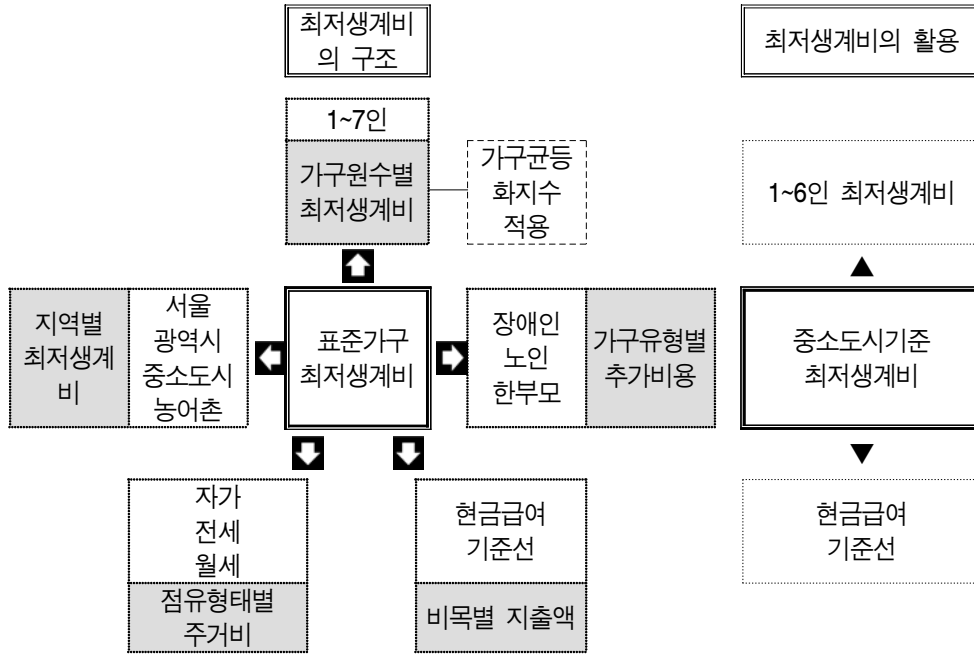 최저생계비
의 구조
최저생계비의 활용
1~7인
가구원수별
최저생계비
가구균등
화지수
적용
1~6인 최저생계비
지역별
최저생계
비
서울
광역시
중소도시
농어촌
표준가구
최저생계비
장애인
노인
한부모
가구유형별
추가비용
중소도시기준
최저생계비
자가
전세
월세
점유형태별
주거비
현금급여
기준선
비목별 지출액
현금급여
기준선